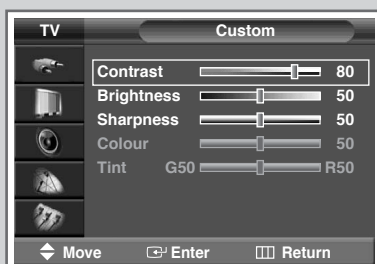 TV Custom
Contrast 80
Brightness 50
Sharpness 50
Colour 50
Tint G50 R50
Move Enter Return